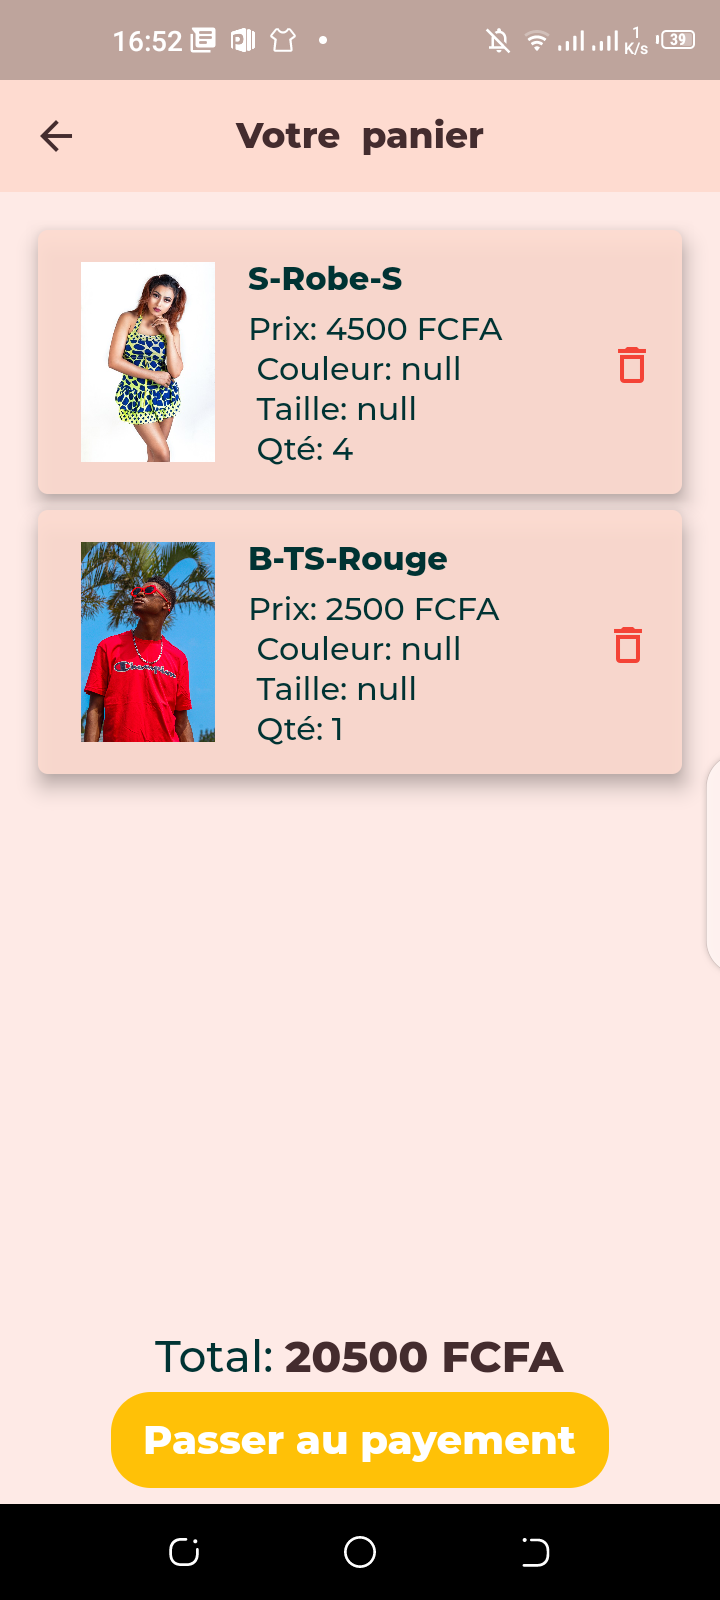 16:52
1
K/s
39
Votre panier
S-Robe-S
Prix: 4500 FCFA
Couleur: null
Taille: null
Qté: 4
B-TS-Rouge
Prix: 2500 FCFA
Couleur: null
Taille: null
Qté: 1
Champion
Total: 20500 FCFA
Passer au payement